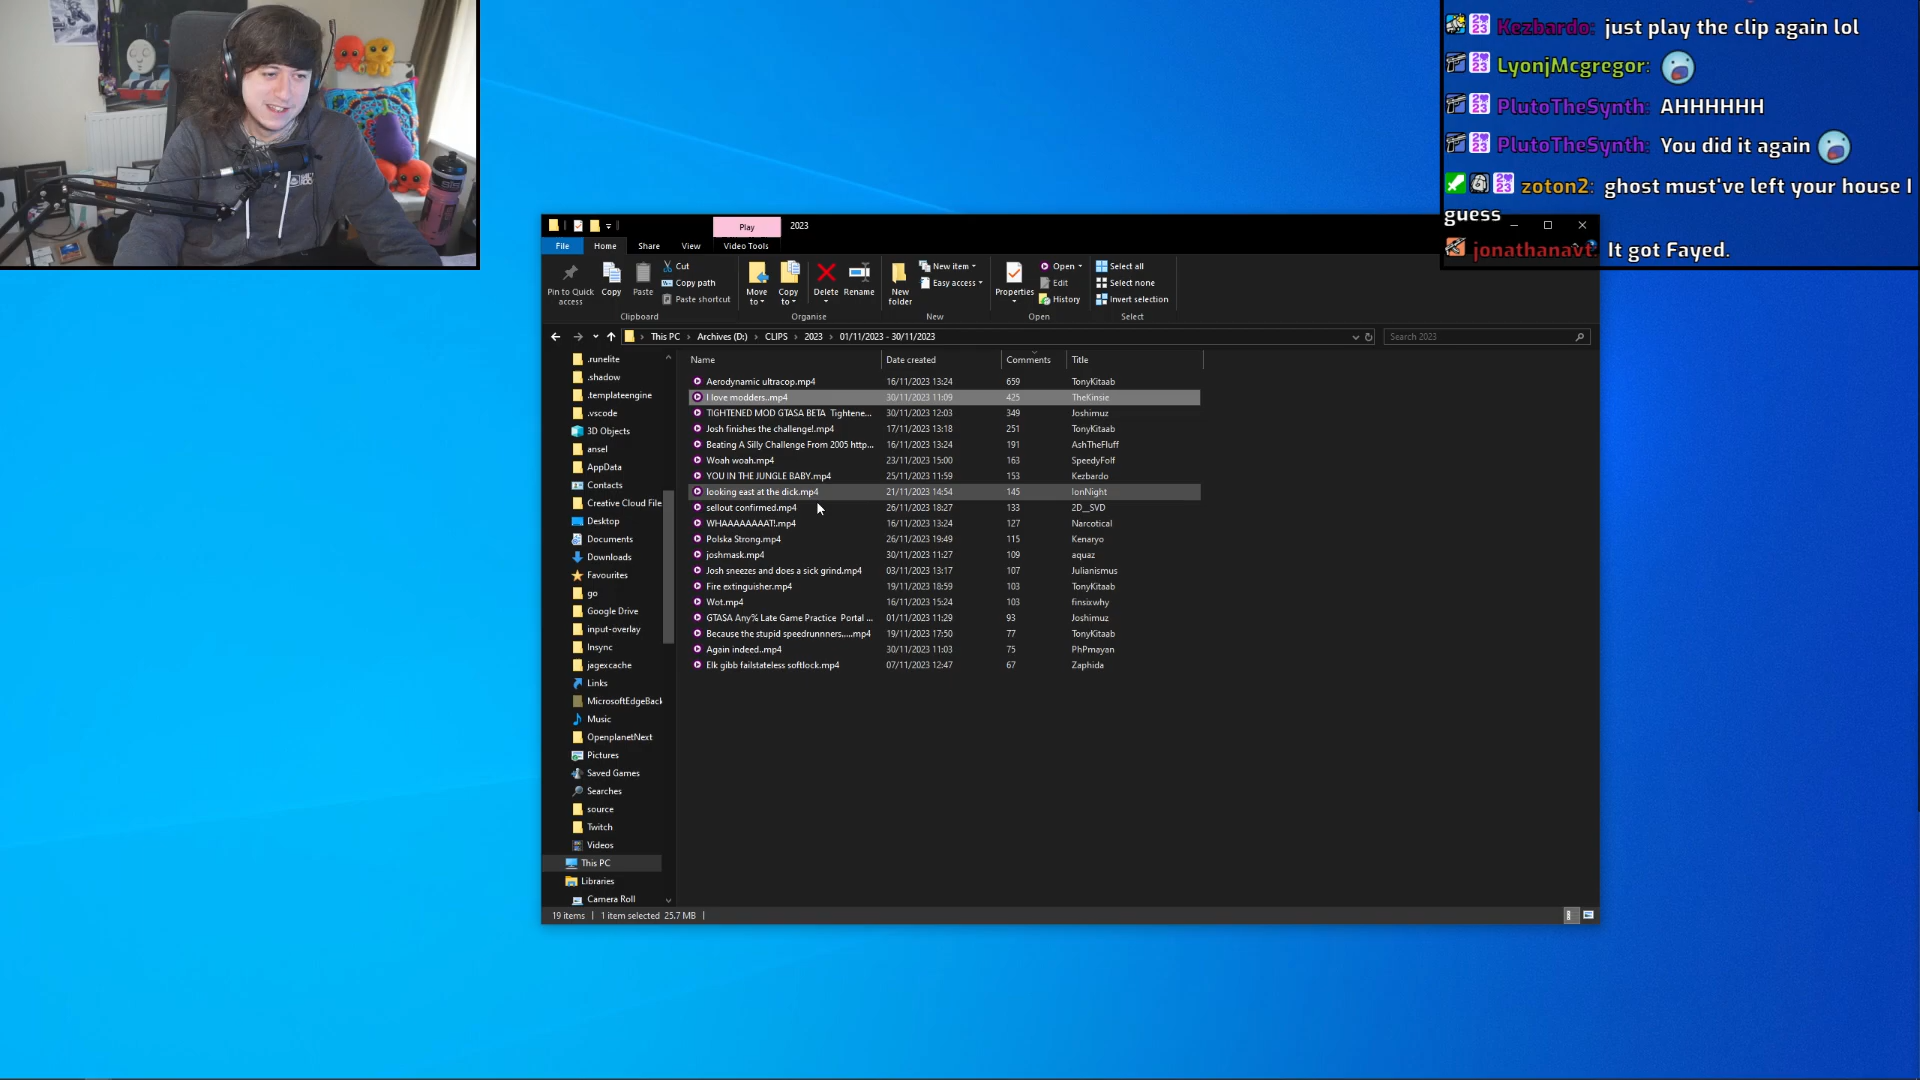 Kezbardo: just play the clip again lol
LyonjMcgregor:
PlutoTheSynth: AHHHHHH
PlutoTheSynth: You did it again
zoton2: ghost must've left your house I
guess
jonathanavt: It got Fayed.
Play 2023
File Home Share View Video Tools
Pin to Quick access
Copy
Paste
Cut
Copy path
Paste shortcut
Clipboard
Move to
Copy to
Delete
Rename
Organise
New folder
New item
Easy access
New
Properties
Open
Edit
History
Open
Select all
Select none
Invert selection
Select
This PC > Archives (D:) > CLIPS > 2023 > 01/11/2023 - 30/11/2023
Search 2023
.runelite
.shadow
.templateengine
.vscode
3D Objects
ansel
AppData
Contacts
Creative Cloud File
Desktop
Documents
Downloads
Favourites
go
Google Drive
input-overlay
Insync
jagexcache
Links
MicrosoftEdgeBack
Music
OpenplanetNext
Pictures
Saved Games
Searches
source
Twitch
Videos
This PC
Libraries
Camera Roll
Name Date created Comments Title
Aerodynamic ultracop.mp4 16/11/2023 13:24 659 TonyKitaab
I love modders..mp4 30/11/2023 11:09 425 TheKinsie
TIGHTENED MOD GTASA BETA Tightene... 30/11/2023 12:03 349 Joshimuz
Josh finishes the challenge!.mp4 17/11/2023 13:18 251 TonyKitaab
Beating A Silly Challenge From 2005 http... 16/11/2023 13:24 191 AshTheFluff
Woah woah.mp4 23/11/2023 15:00 163 SpeedyFolf
YOU IN THE JUNGLE BABY.mp4 25/11/2023 11:59 153 Kezbardo
looking east at the dick.mp4 21/11/2023 14:54 145 IonNight
sellout confirmed.mp4 26/11/2023 18:27 133 2D__SVD
WHAAAAAAAAT!.mp4 16/11/2023 13:24 127 Narcotical
Polska Strong.mp4 26/11/2023 19:49 115 Kenaryo
joshmask.mp4 30/11/2023 11:27 109 aquaz
Josh sneezes and does a sick grind.mp4 03/11/2023 13:17 107 Julianismus
Fire extinguisher.mp4 19/11/2023 18:59 103 TonyKitaab
Wot.mp4 16/11/2023 15:24 103 finsixwhy
GTASA Any% Late Game Practice Portal ... 01/11/2023 11:29 93 Joshimuz
Because the stupid speedrunnners,....mp4 19/11/2023 17:50 77 TonyKitaab
Again indeed..mp4 30/11/2023 11:03 75 PhPmayan
Elk gibb failstateless softlock.mp4 07/11/2023 12:47 67 Zaphida
19 items 1 item selected 25.7 MB